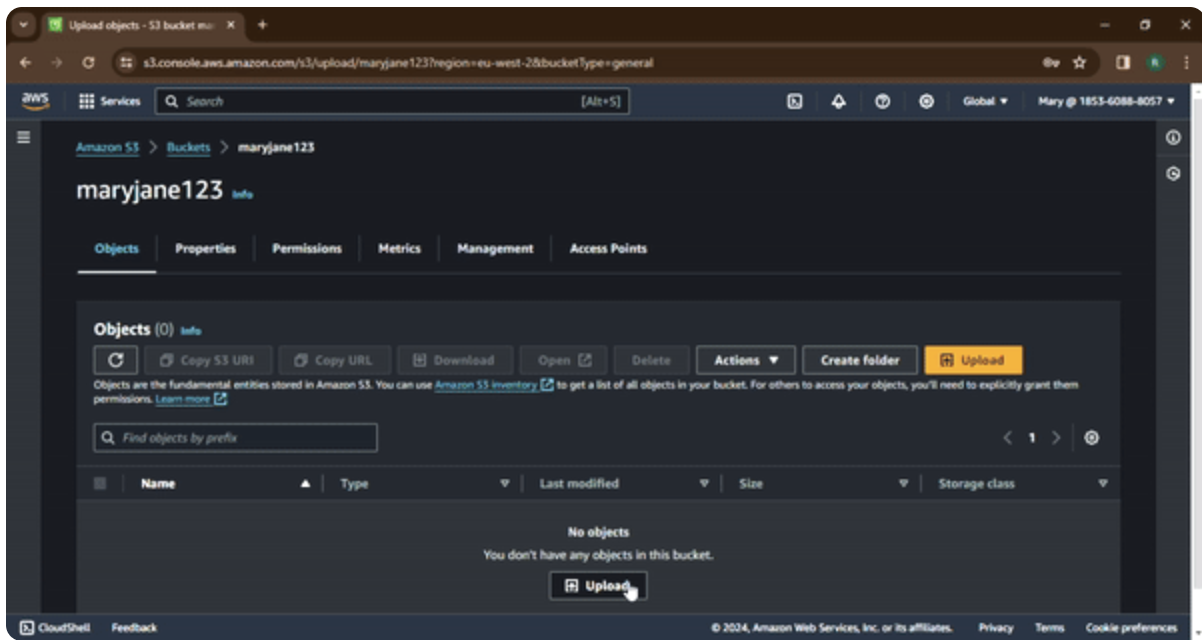 Upload objects - S3 bucket ma
s3.console.aws.amazon.com/s3/upload/maryjane123?region=eu-west-2&bucketType=general
aws Services Search [Alt+S] Global Mary @ 1853-6088-8057
Amazon S3 > Buckets > maryjane123
maryjane123 Info
Objects Properties Permissions Metrics Management Access Points
Objects (0) Info
Copy S3 URI Copy URL Download Open Delete Actions Create folder Upload
Objects are the fundamental entities stored in Amazon S3. You can use Amazon S3 inventory to get a list of all objects in your bucket. For others to access your objects, you'll need to explicitly grant them
permissions. Learn more
Find objects by prefix 1
Name Type Last modified Size Storage class
No objects
You don't have any objects in this bucket.
Upload
CloudShell Feedback © 2024, Amazon Web Services, Inc. or its affiliates. Privacy Terms Cookie preferences